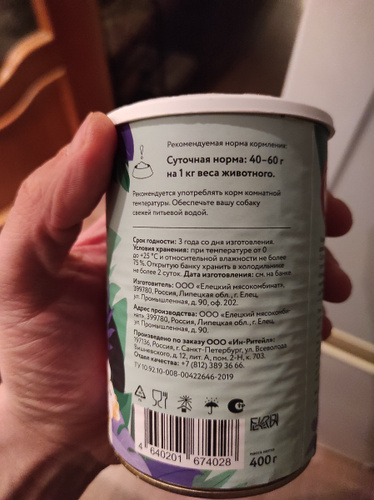 Рекомендуемая норма кормления:
Суточная норма: 40–60 г
на 1 кг веса животного.
Рекомендуется употреблять корм комнатной
температуры. Обеспечьте вашу собаку
свежей питьевой водой.
Срок годности: 3 года со дня изготовления.
Условия хранения: при температуре от 0
до +25 °С и относительной влажности не более
75 %. Открытую банку хранить в холодильнике
не более 2 суток. Дата изготовления: см. на банке
Изготовитель: ООО «Елецкий мясокомбинат»,
399780, Россия, Липецкая обл., г. Елец,
ул. Промышленная, д. 90, оф. 202.
Адрес производства: ООО «Елецкий мясокомби-
нат», 399780, Россия, Липецкая обл., г. Елец,
ул. Промышленная, д. 90.
Произведено по заказу ООО «Ин-Ритейл»:
197136, Россия, г. Санкт-Петербург, ул. Всеволода
Вишневского, д. 12, лит. А, пом. 2-Н, к. 703.
Отдел качества: +7 (812) 389 36 66.
ТУ 10.92.10-008-00422646-2019
EAC
4 640201 674028
масса нетто
400 г